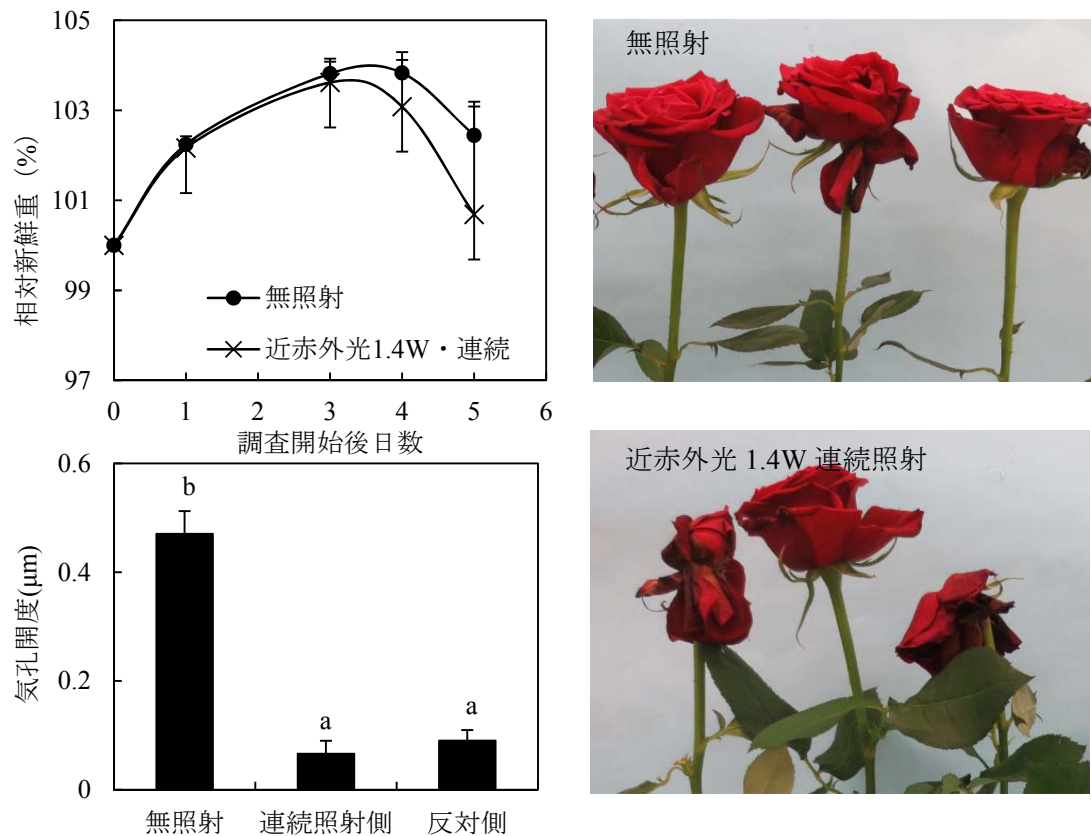 105
103
101
99
97
相対新鮮重（%）
無照射
近赤外光1.4W・連続
0
1
2
3
4
5
6
調査開始後日数
無照射
0.6
0.4
0.2
0
気孔開度(μm)
b
a
a
無照射
連続照射側
反対側
近赤外光 1.4W 連続照射